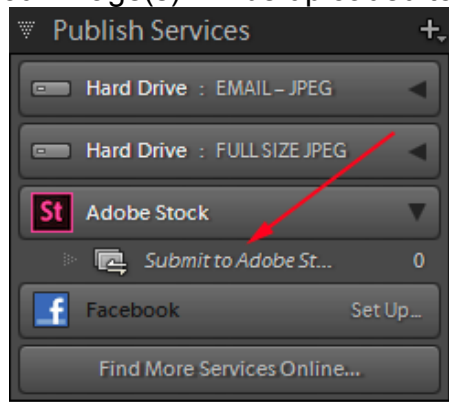 Publish Services +
Hard Drive : EMAIL – JPEG
Hard Drive : FULL SIZE JPEG
St Adobe Stock
Submit to Adobe St... 0
f Facebook Set Up...
Find More Services Online...